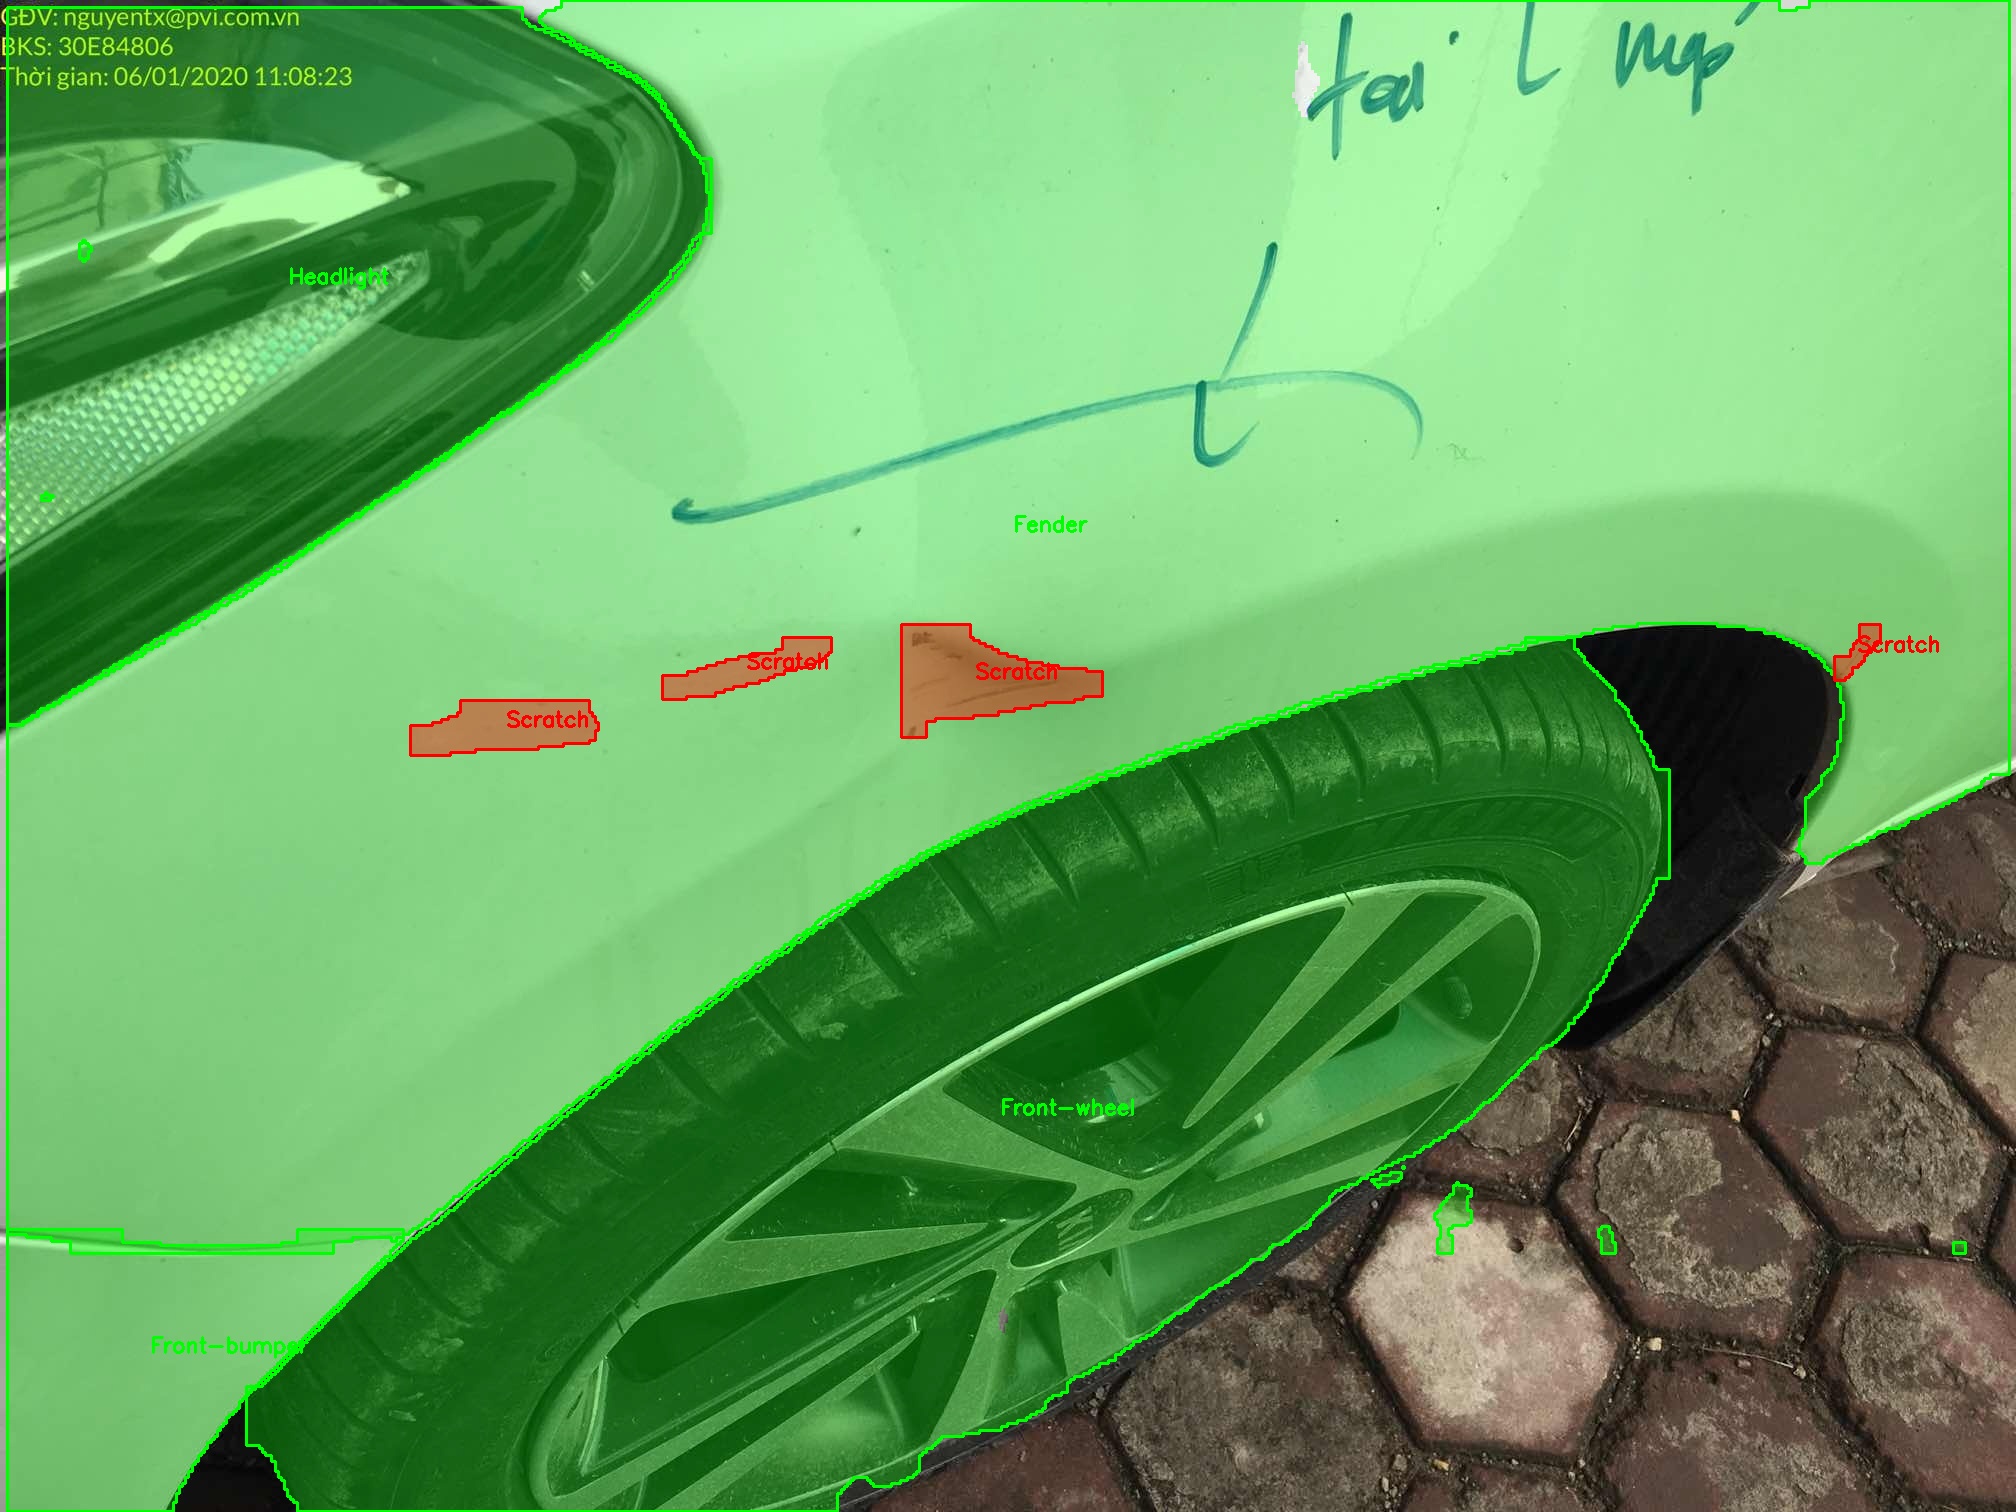 GĐV: nguyentx@pvi.com.vn
BKS: 30E84806
Thời gian: 06/01/2020 11:08:23
tai
Headlight
Fender
Scratch
Scratch
Scratch
Scratch
Front-wheel
Front-bumper